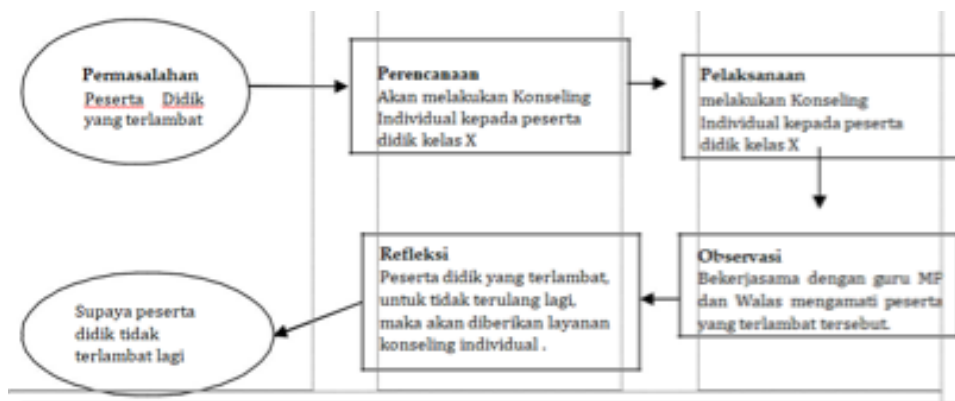 Permasalahan
Peserta Didik
yang terlambat
Perencanaan
Akan melakukan Konseling
Individual kepada peserta
didik kelas X
Pelaksanaan
melakukan Konseling
Individual kepada peserta
didik kelas X
Observasi
Bekerjasama dengan guru MP
dan Walas mengamati peserta
yang terlambat tersebut.
Refleksi
Peserta didik yang terlambat,
untuk tidak terulang lagi,
maka akan diberikan layanan
konseling individual .
Supaya peserta
didik tidak
terlambat lagi